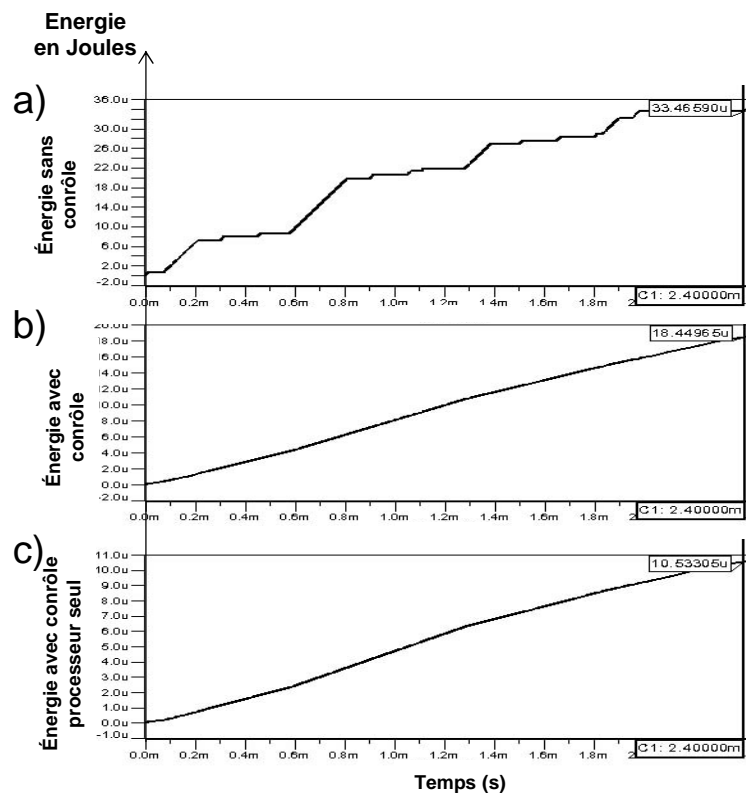 Energie
en Joules
a)
Énergie sans
conrôle
36.0u
30.0u
26.0u
22.0u
18.0u
14.0u
10.0u
6.0u
2.0u
-2.0u
33.46590u
0.0m 0.2m 0.4m 0.6m 0.8m 1.0m 1.2m 1.4m 1.6m 1.8m 2
C1: 2.40000m
b)
Énergie avec
conrôle
20.0u
18.0u
16.0u
14.0u
12.0u
10.0u
8.0u
6.0u
4.0u
2.0u
0.0u
-2.0u
18.44965u
0.0m 0.2m 0.4m 0.6m 0.8m 1.0m 1.2m 1.4m 1.6m 1.8m 2
C1: 2.40000m
c)
Énergie avec conrôle
processeur seul
11.0u
10.0u
9.0u
8.0u
7.0u
6.0u
5.0u
4.0u
3.0u
2.0u
1.0u
0.0u
-1.0u
10.53305u
0.0m 0.2m 0.4m 0.6m 0.8m 1.0m 1.2m 1.4m 1.6m 1.8m 2
C1: 2.40000m
Temps (s)